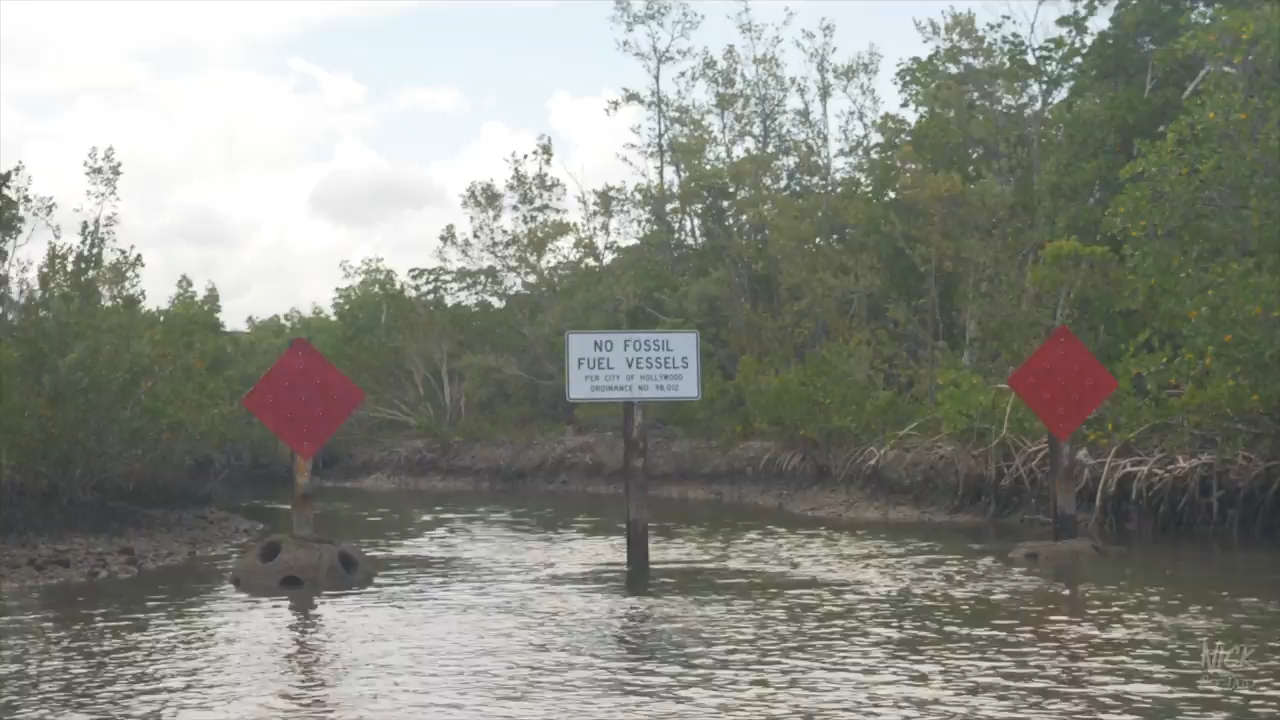 NO FOSSIL
FUEL VESSELS
PER CITY OF HOLLYWOOD
ORDINANCE NO. 98.012
NICK